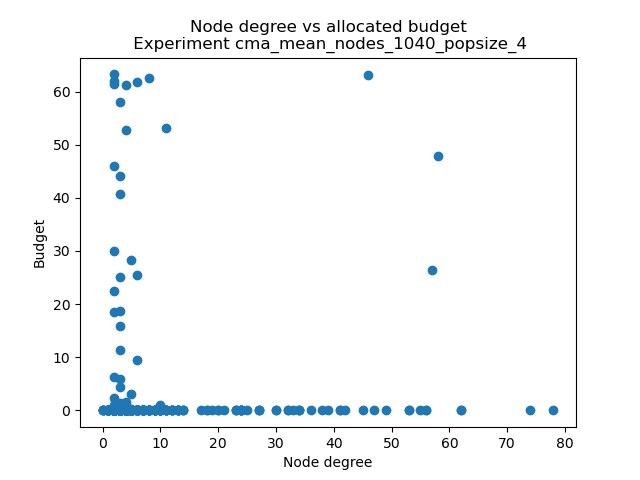 Node degree vs allocated budget
Experiment cma_mean_nodes_1040_popsize_4
60
50
40
30
20
10
0
Budget
0 10 20 30 40 50 60 70 80
Node degree